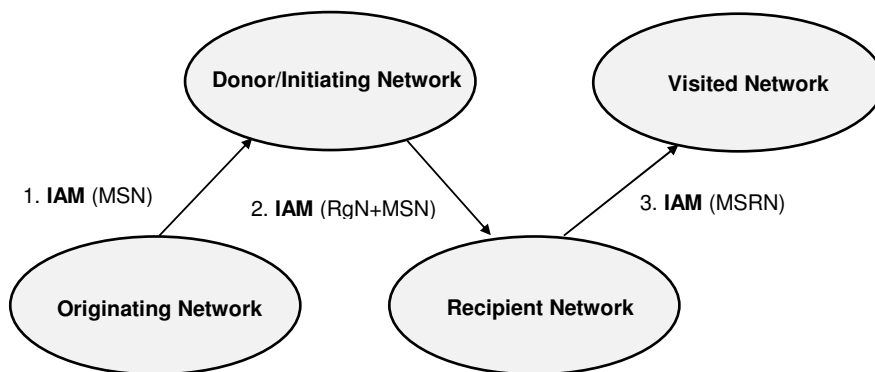 Donor/Initiating Network
Visited Network
1. IAM (MSN)
2. IAM (RgN+MSN)
3. IAM (MSRN)
Originating Network
Recipient Network